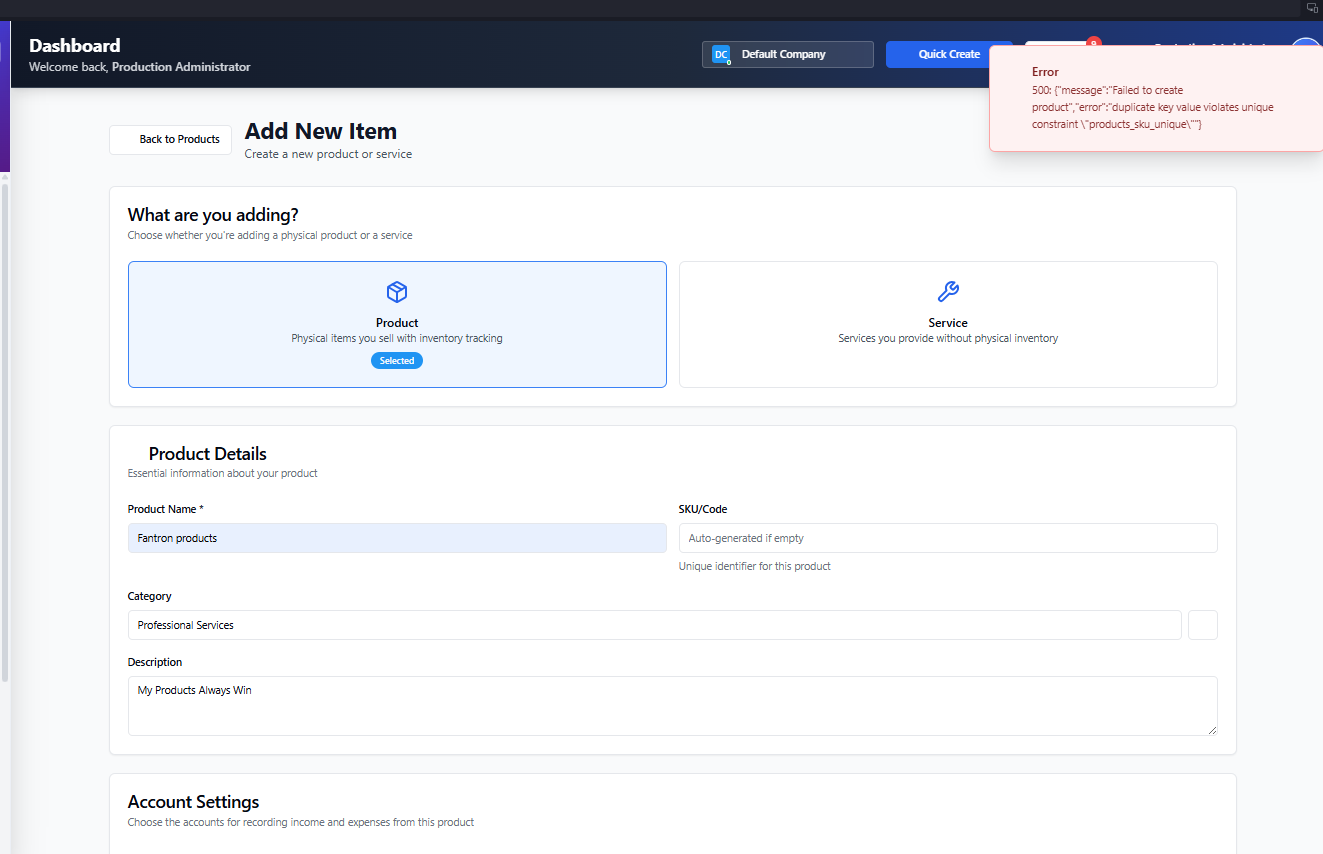 Dashboard
Welcome back, Production Administrator
DC
Default Company
Quick Create
9
Error
500: {"message":"Failed to create
product","error":"duplicate key value violates unique
constraint \"products_sku_unique\""}
Back to Products
Add New Item
Create a new product or service
What are you adding?
Choose whether you're adding a physical product or a service
Product
Physical items you sell with inventory tracking
Selected
Service
Services you provide without physical inventory
Product Details
Essential information about your product
Product Name *
SKU/Code
Fantron products
Auto-generated if empty
Unique identifier for this product
Category
Professional Services
Description
My Products Always Win
Account Settings
Choose the accounts for recording income and expenses from this product